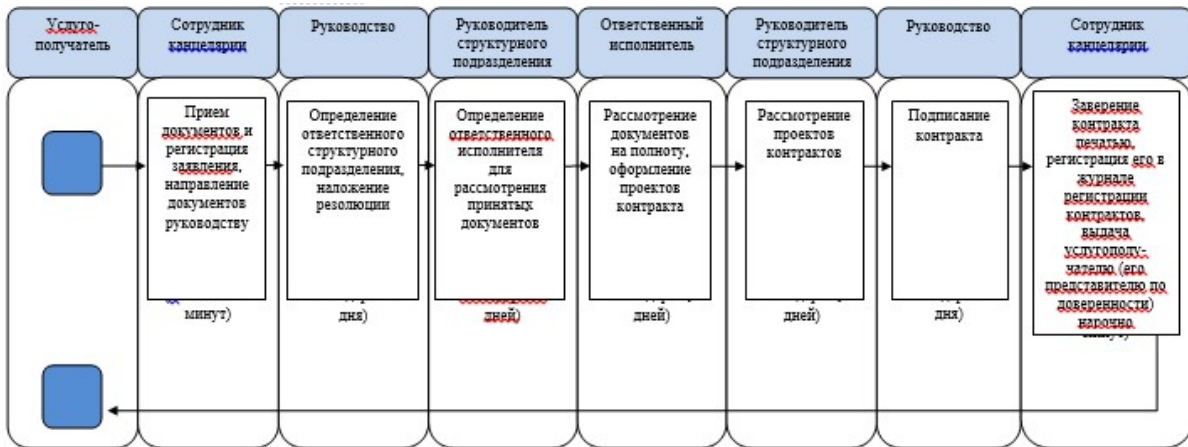 Услуго-
получатель
Сотрудник
канцелярии
Руководство
Руководитель
структурного
подразделения
Ответственный
исполнитель
Руководитель
структурного
подразделения
Руководство
Сотрудник
канцелярии
Прием
документов и
регистрация
заявления,
направление
документов
руководству
минут)
Определение
ответственного
структурного
подразделения,
наложение
резолюции
дня)
Определение
ответственного
исполнителя
для
рассмотрения
принятых
документов
дней)
Рассмотрение
документов
на полноту,
оформление
проектов
контракта
дней)
Рассмотрение
проектов
контрактов
дней)
Подписание
контракта
дня)
Заверение
контракта
печатью,
регистрация его в
журнале
регистрации
контрактов,
выдача
услугополу-
чателю (его
представителю по
доверенности)
нарочно